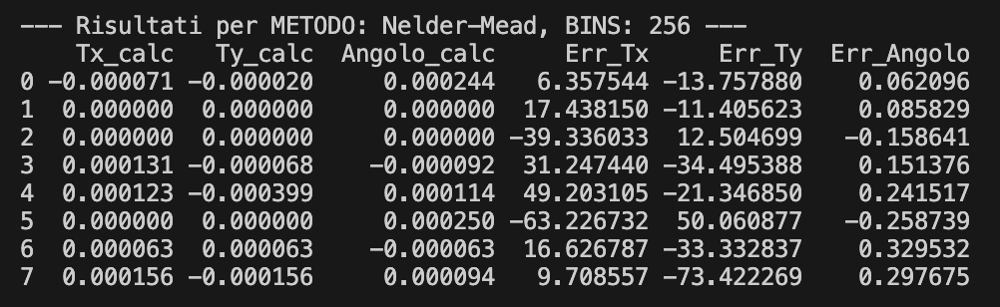 --- Risultati per METODO: Nelder-Mead, BINS: 256 ---
Tx_calc Ty_calc Angolo_calc Err_Tx Err_Ty Err_Angolo
0 -0.000071 -0.000020 0.000244 6.357544 -13.757880 0.062096
1 0.000000 0.000000 0.000000 17.438150 -11.405623 0.085829
2 0.000000 0.000000 0.000000 -39.336033 12.504699 -0.158641
3 0.000131 -0.000068 -0.000092 31.247440 -34.495388 0.151376
4 0.000123 -0.000399 0.000114 49.203105 -21.346850 0.241517
5 0.000000 0.000000 0.000250 -63.226732 50.060877 -0.258739
6 0.000063 0.000063 -0.000063 16.626787 -33.332837 0.329532
7 0.000156 -0.000156 0.000094 9.708557 -73.422269 0.297675